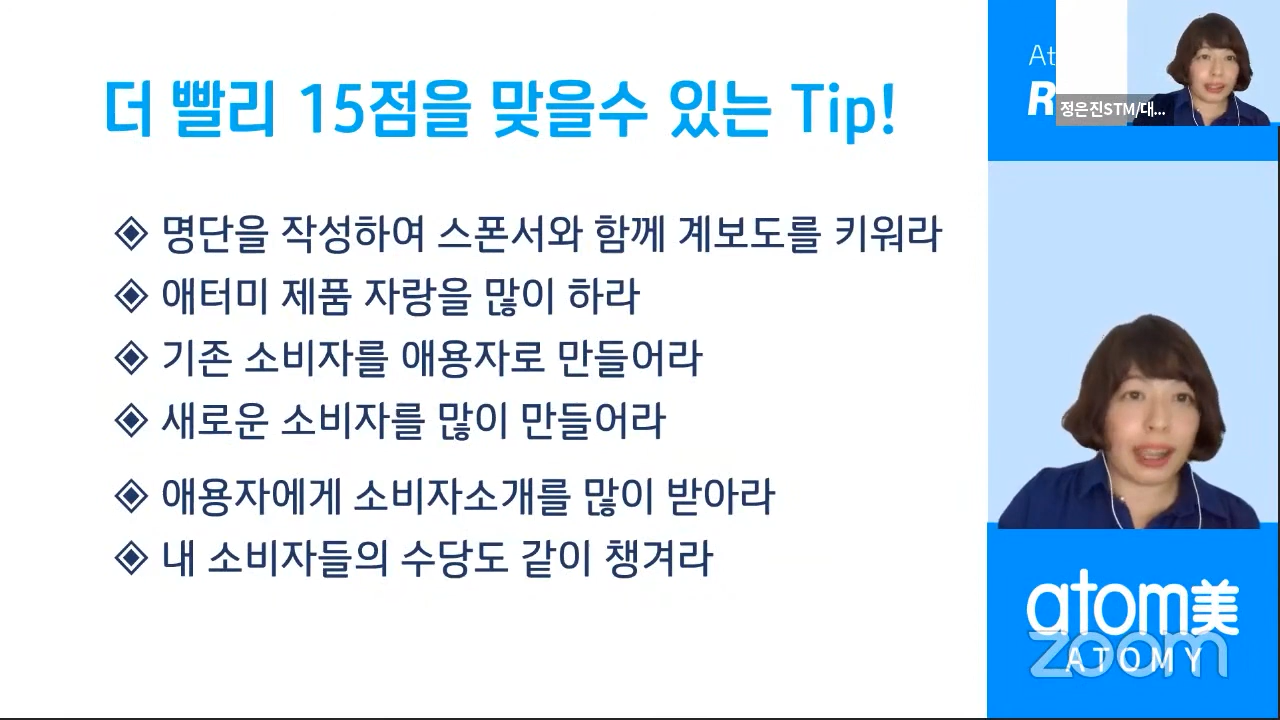 더 빨리 15점을 맞을수 있는 Tip!
◈ 명단을 작성하여 스폰서와 함께 계보도를 키워라
◈ 애터미 제품 자랑을 많이 하라
◈ 기존 소비자를 애용자로 만들어라
◈ 새로운 소비자를 많이 만들어라
◈ 애용자에게 소비자소개를 많이 받아라
◈ 내 소비자들의 수당도 같이 챙겨라
At
R
정은진STM/대...
atom美
zoom
ATOMY